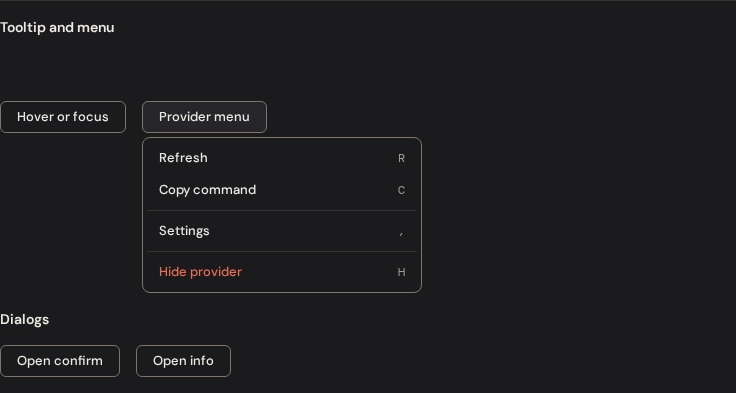 Tooltip and menu
Hover or focus
Provider menu
Refresh R
Copy command C
Settings ,
Hide provider H
Dialogs
Open confirm
Open info